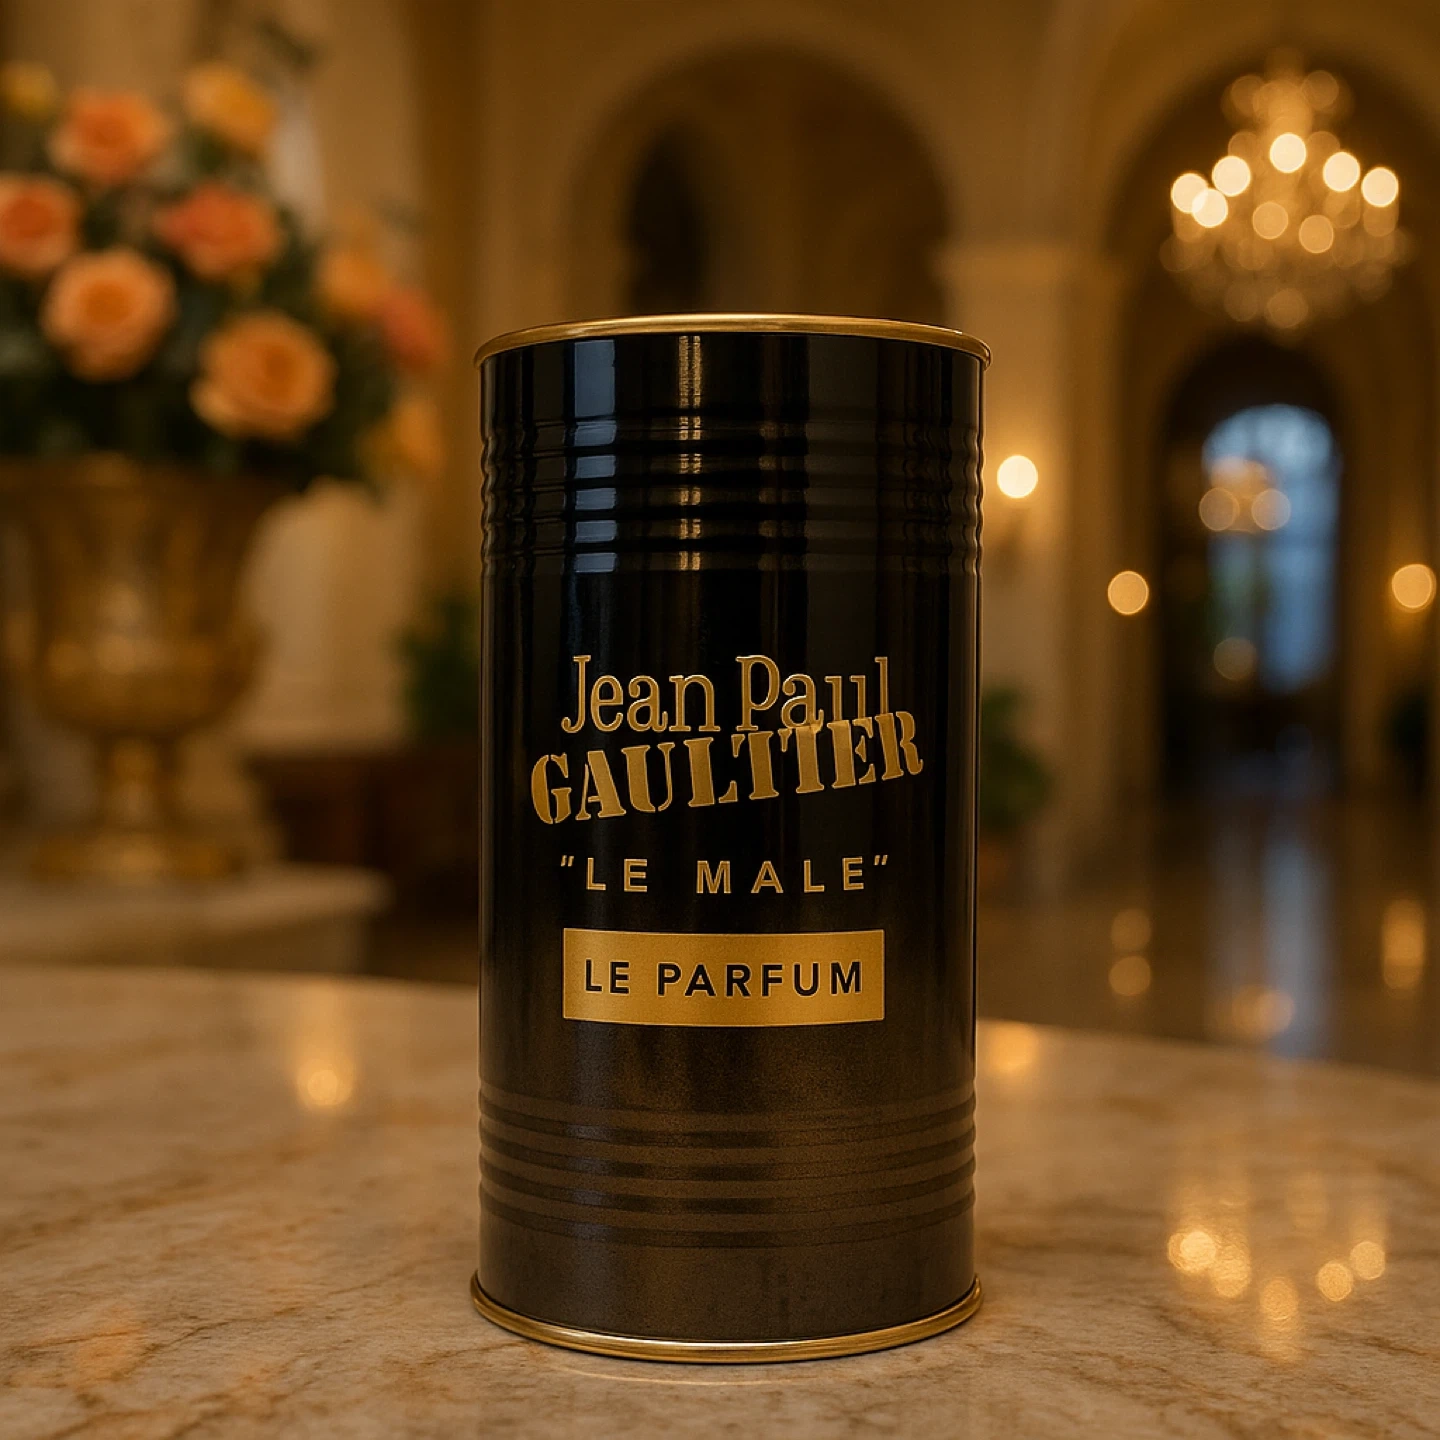 Jean Paul
GAULTIER
"LE MALE"
LE PARFUM